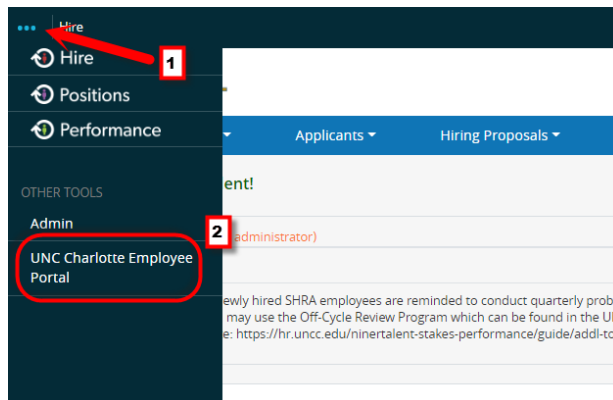 ••• Hire
1
Hire
Positions
Performance
Applicants Hiring Proposals
ent!
OTHER TOOLS
Admin
2
administrator)
UNC Charlotte Employee
Portal
ewly hired SHRA employees are reminded to conduct quarterly prob
may use the Off-Cycle Review Program which can be found in the U
e: https://hr.uncc.edu/ninertalent-stakes-performance/guide/addl-to